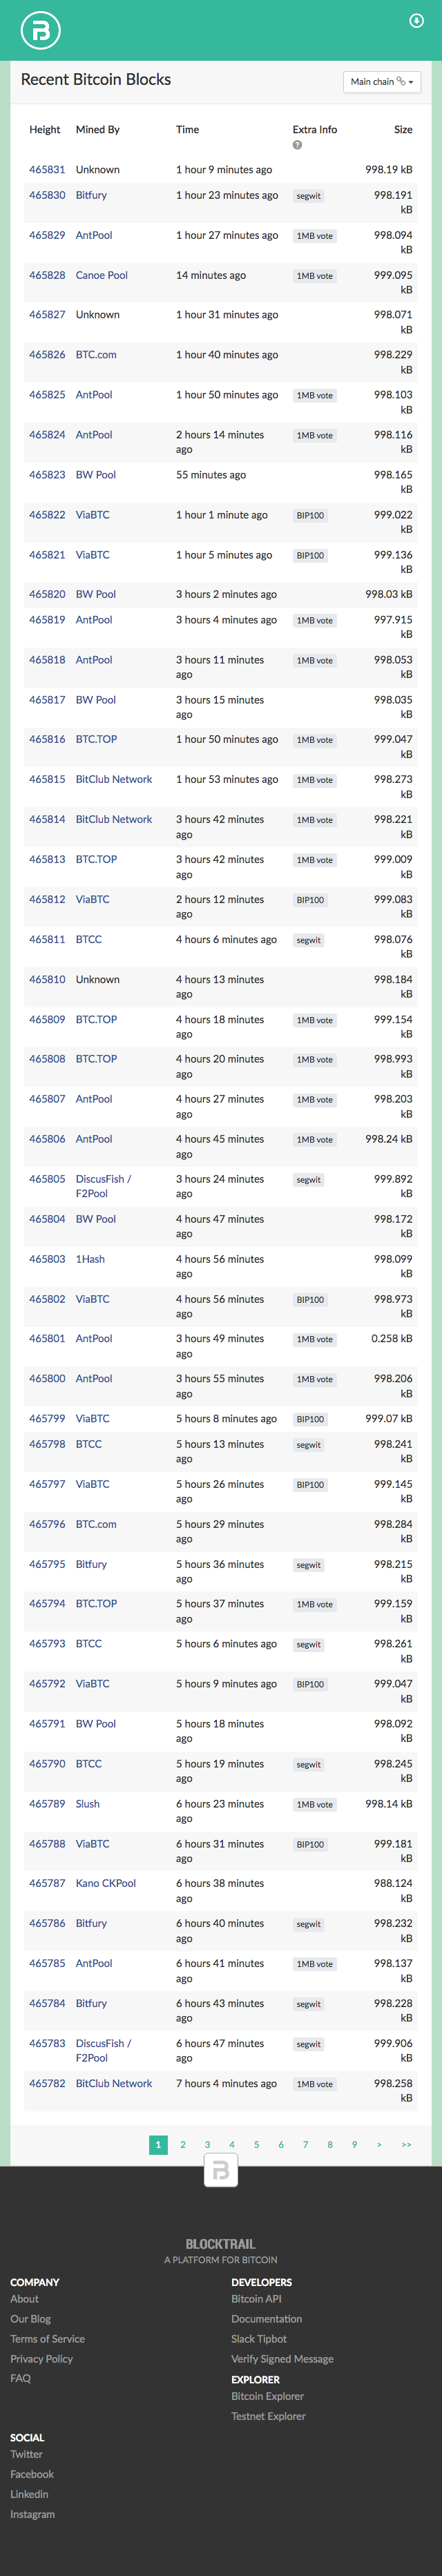 Recent Bitcoin Blocks
Main chain
Height Mined By Time Extra Info Size
465831 Unknown 1 hour 9 minutes ago 998.19 kB
465830 Bitfury 1 hour 23 minutes ago segwit 998.191
kB
465829 AntPool 1 hour 27 minutes ago 1MB vote 998.094
kB
465828 Canoe Pool 14 minutes ago 1MB vote 999.095
kB
465827 Unknown 1 hour 31 minutes ago 998.071
kB
465826 BTC.com 1 hour 40 minutes ago 998.229
kB
465825 AntPool 1 hour 50 minutes ago 1MB vote 998.103
kB
465824 AntPool 2 hours 14 minutes 1MB vote 998.116
ago kB
465823 BW Pool 55 minutes ago 998.165
kB
465822 ViaBTC 1 hour 1 minute ago BIP100 999.022
kB
465821 ViaBTC 1 hour 5 minutes ago BIP100 999.136
kB
465820 BW Pool 3 hours 2 minutes ago 998.03 kB
465819 AntPool 3 hours 4 minutes ago 1MB vote 997.915
kB
465818 AntPool 3 hours 11 minutes 1MB vote 998.053
ago kB
465817 BW Pool 3 hours 15 minutes 998.035
ago kB
465816 BTC.TOP 1 hour 50 minutes ago 1MB vote 999.047
kB
465815 BitClub Network 1 hour 53 minutes ago 1MB vote 998.273
kB
465814 BitClub Network 3 hours 42 minutes 1MB vote 998.221
ago kB
465813 BTC.TOP 3 hours 42 minutes 1MB vote 999.009
ago kB
465812 ViaBTC 2 hours 12 minutes BIP100 999.083
ago kB
465811 BTCC 4 hours 6 minutes ago segwit 998.076
kB
465810 Unknown 4 hours 13 minutes 998.184
ago kB
465809 BTC.TOP 4 hours 18 minutes 1MB vote 999.154
ago kB
465808 BTC.TOP 4 hours 20 minutes 1MB vote 998.993
ago kB
465807 AntPool 4 hours 27 minutes 1MB vote 998.203
ago kB
465806 AntPool 4 hours 45 minutes 1MB vote 998.24 kB
ago
465805 DiscusFish / 3 hours 24 minutes segwit 999.892
F2Pool ago kB
465804 BW Pool 4 hours 47 minutes 998.172
ago kB
465803 1Hash 4 hours 56 minutes 998.099
ago kB
465802 ViaBTC 4 hours 56 minutes BIP100 998.973
ago kB
465801 AntPool 3 hours 49 minutes 1MB vote 0.258 kB
ago
465800 AntPool 3 hours 55 minutes 1MB vote 998.206
ago kB
465799 ViaBTC 5 hours 8 minutes ago BIP100 999.07 kB
465798 BTCC 5 hours 13 minutes segwit 998.241
ago kB
465797 ViaBTC 5 hours 26 minutes BIP100 999.145
ago kB
465796 BTC.com 5 hours 29 minutes 998.284
ago kB
465795 Bitfury 5 hours 36 minutes segwit 998.215
ago kB
465794 BTC.TOP 5 hours 37 minutes 1MB vote 999.159
ago kB
465793 BTCC 5 hours 6 minutes ago segwit 998.261
kB
465792 ViaBTC 5 hours 9 minutes ago BIP100 999.047
kB
465791 BW Pool 5 hours 18 minutes 998.092
ago kB
465790 BTCC 5 hours 19 minutes segwit 998.245
ago kB
465789 Slush 6 hours 23 minutes 1MB vote 998.14 kB
ago
465788 ViaBTC 6 hours 31 minutes BIP100 999.181
ago kB
465787 Kano CKPool 6 hours 38 minutes 988.124
ago kB
465786 Bitfury 6 hours 40 minutes segwit 998.232
ago kB
465785 AntPool 6 hours 41 minutes 1MB vote 998.137
ago kB
465784 Bitfury 6 hours 43 minutes segwit 998.228
ago kB
465783 DiscusFish / 6 hours 47 minutes segwit 999.906
F2Pool ago kB
465782 BitClub Network 7 hours 4 minutes ago 1MB vote 998.258
kB
1 2 3 4 5 6 7 8 9 > >>
BLOCKTRAIL
A PLATFORM FOR BITCOIN
COMPANY
About
Our Blog
Terms of Service
Privacy Policy
FAQ
DEVELOPERS
Bitcoin API
Documentation
Slack Tipbot
Verify Signed Message
EXPLORER
Bitcoin Explorer
Testnet Explorer
SOCIAL
Twitter
Facebook
Linkedin
Instagram